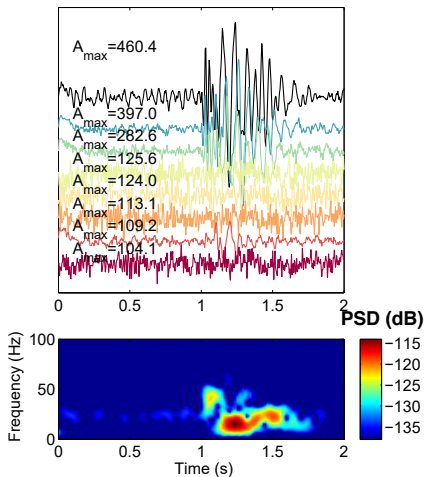 A_max=460.4
A_max=397.0
A_max=282.6
A_max=125.6
A_max=124.0
A_max=113.1
A_max=109.2
A_max=104.1
0 0.5 1 1.5 2
PSD (dB)
100
50
0
Frequency (Hz)
−115
−120
−125
−130
−135
0 0.5 1 1.5 2
Time (s)